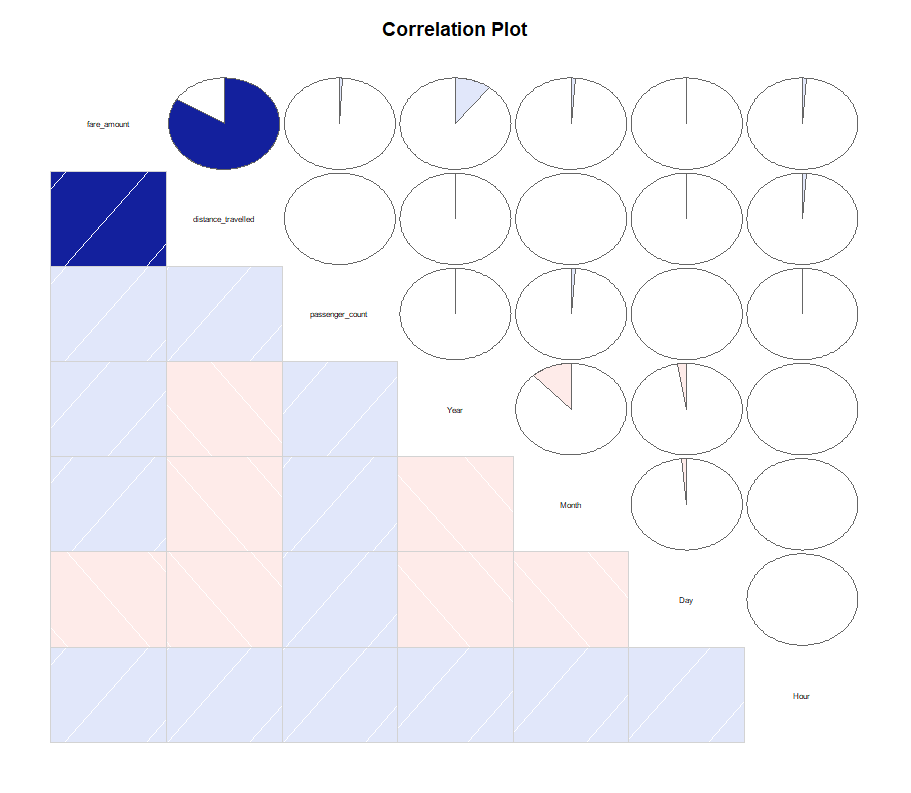 Correlation Plot
fare_amount
distance_travelled
passenger_count
Year
Month
Day
Hour